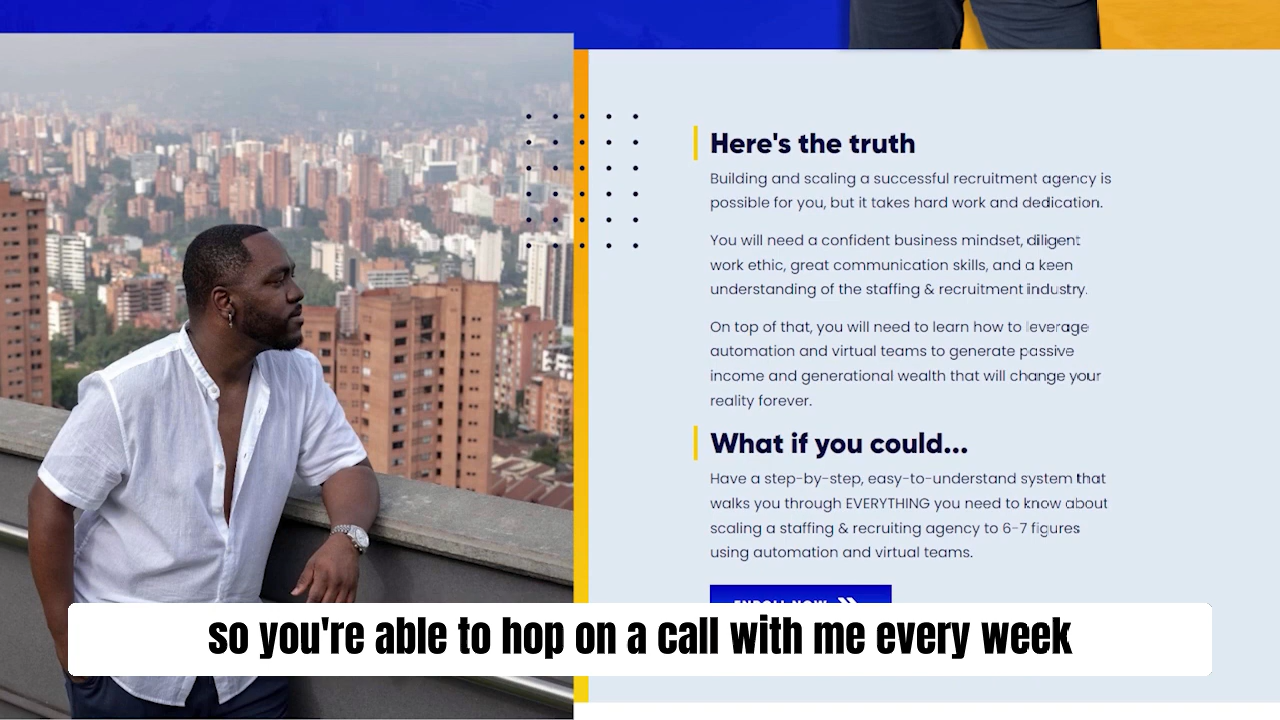 Here's the truth
Building and scaling a successful recruitment agency is
possible for you, but it takes hard work and dedication.
You will need a confident business mindset, diligent
work ethic, great communication skills, and a keen
understanding of the staffing & recruitment industry.
On top of that, you will need to learn how to leverage
automation and virtual teams to generate passive
income and generational wealth that will change your
reality forever.
What if you could...
Have a step-by-step, easy-to-understand system that
walks you through EVERYTHING you need to know about
scaling a staffing & recruiting agency to 6-7 figures
using automation and virtual teams.
ENROLL NOW
so you're able to hop on a call with me every week